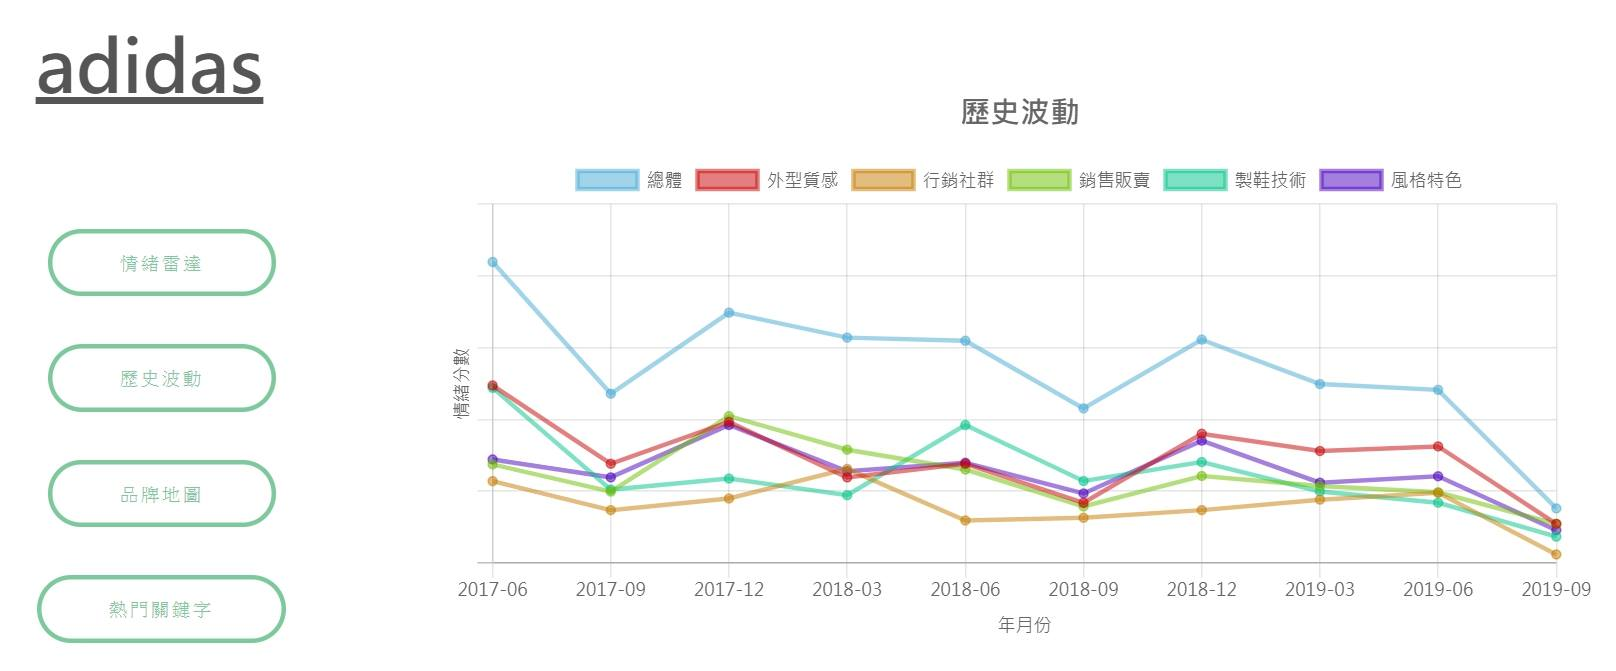 adidas
情緒雷達
歷史波動
品牌地圖
熱門關鍵字
歷史波動
總體 外型質感 行銷社群 銷售販賣 製鞋技術 風格特色
情緒分數
2017-06 2017-09 2017-12 2018-03 2018-06 2018-09 2018-12 2019-03 2019-06 2019-09
年月份